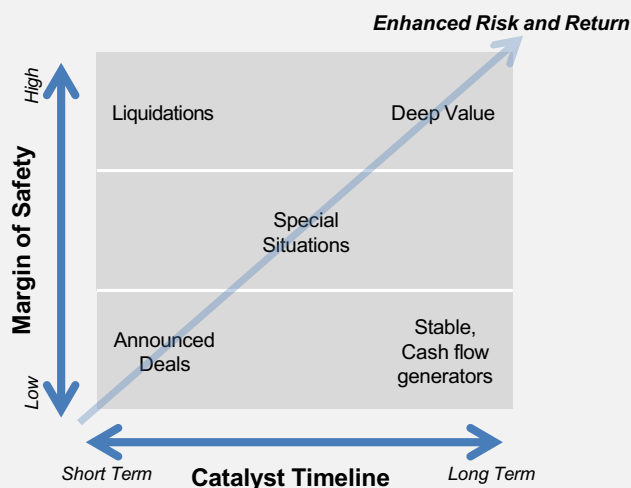 Enhanced Risk and Return
High
Liquidations
Deep Value
Margin of Safety
Special
Situations
Announced
Deals
Stable,
Cash flow
generators
Low
Short Term
Catalyst Timeline
Long Term